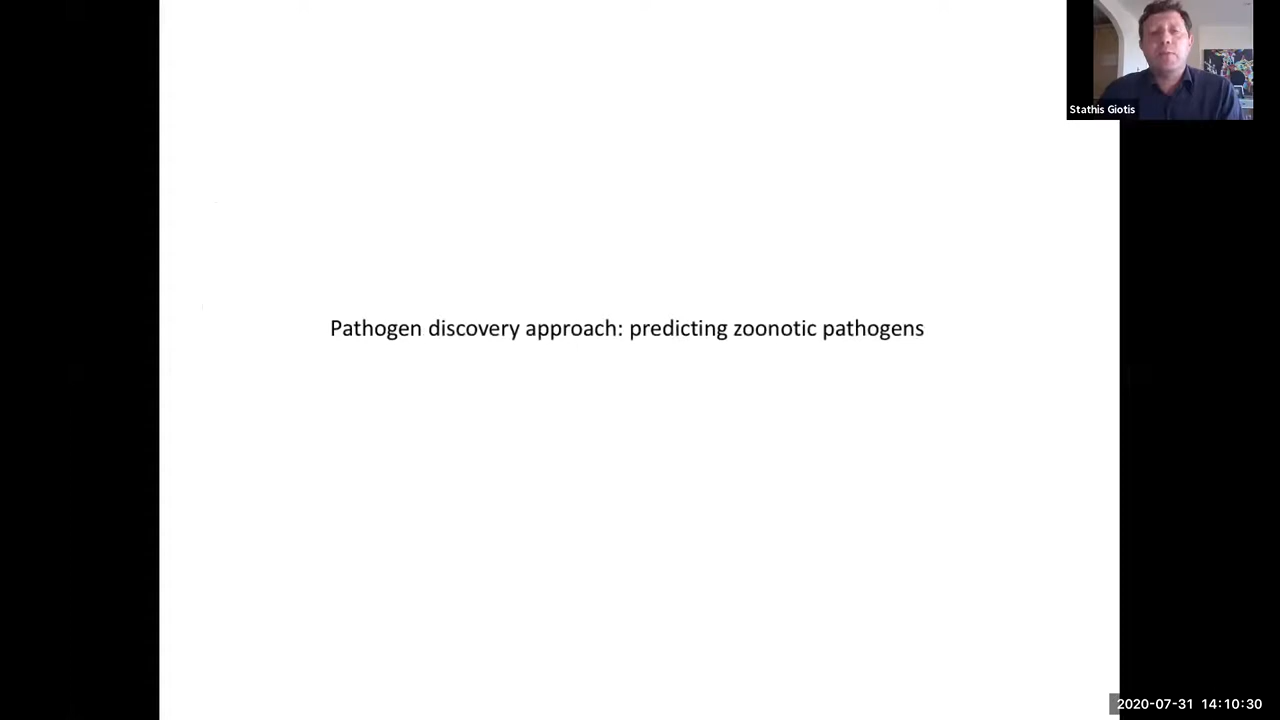 Stathis Giotis
Pathogen discovery approach: predicting zoonotic pathogens
2020-07-31 14:10:30